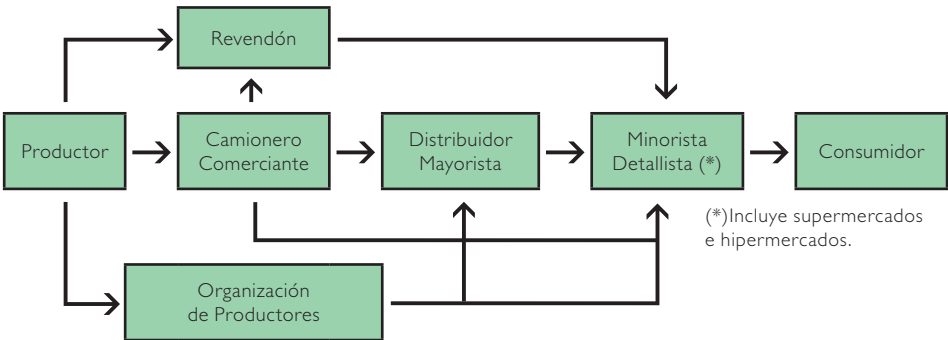 Revendón
Productor
Camionero
Comerciante
Distribuidor
Mayorista
Minorista
Detallista (*)
Consumidor
(*)Incluye supermercados
e hipermercados.
Organización
de Productores